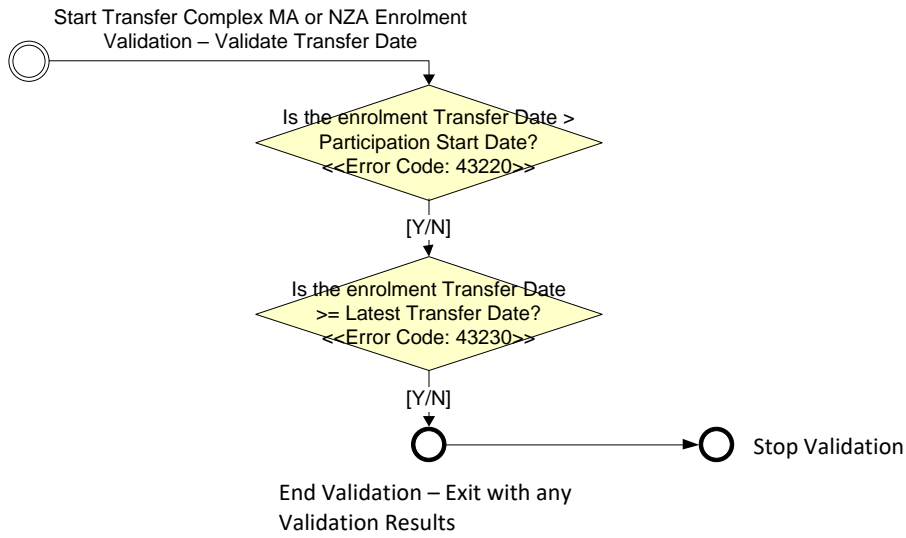 Start Transfer Complex MA or NZA Enrolment
Validation – Validate Transfer Date
Is the enrolment Transfer Date >
Participation Start Date?
<<Error Code: 43220>>
[Y/N]
Is the enrolment Transfer Date
>= Latest Transfer Date?
<<Error Code: 43230>>
[Y/N]
Stop Validation
End Validation – Exit with any
Validation Results